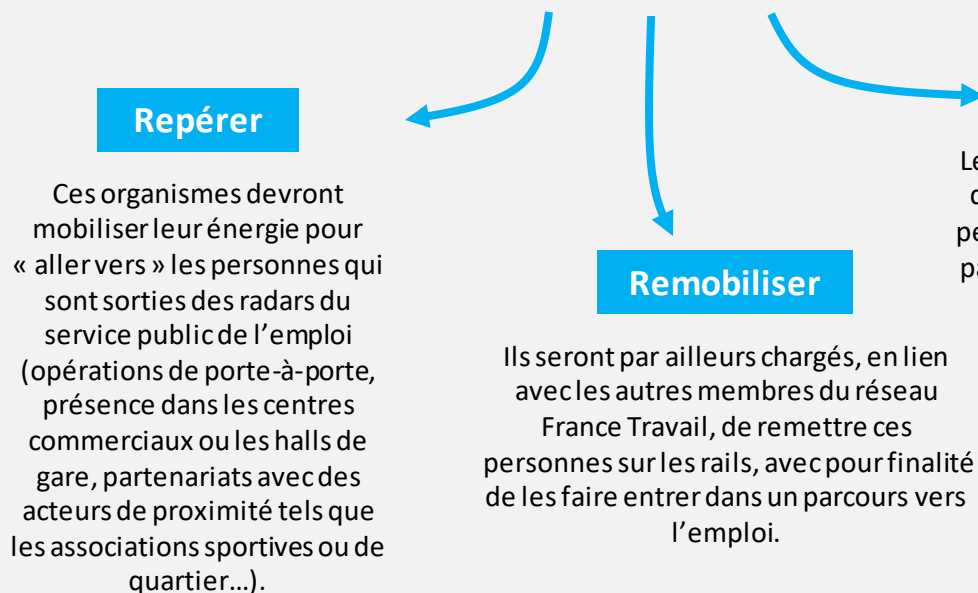 Repérer
Ces organismes devront
mobiliser leur énergie pour
« aller vers » les personnes qui
sont sorties des radars du
service public de l’emploi
(opérations de porte-à-porte,
présence dans les centres
commerciaux ou les halls de
gare, partenariats avec des
acteurs de proximité tels que
les associations sportives ou de
quartier…).
Remobiliser
Ils seront par ailleurs chargés, en lien
avec les autres membres du réseau
France Travail, de remettre ces
personnes sur les rails, avec pour finalité
de les faire entrer dans un parcours vers
l’emploi.